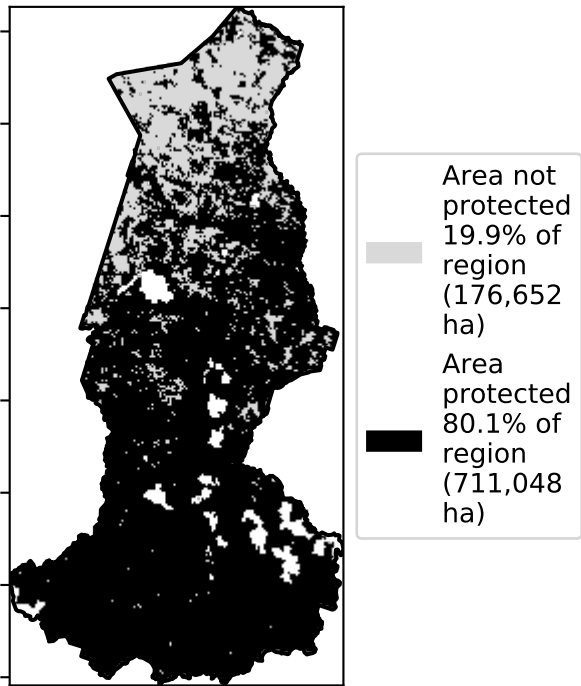 Area not
protected
19.9% of
region
(176,652
ha)
Area
protected
80.1% of
region
(711,048
ha)